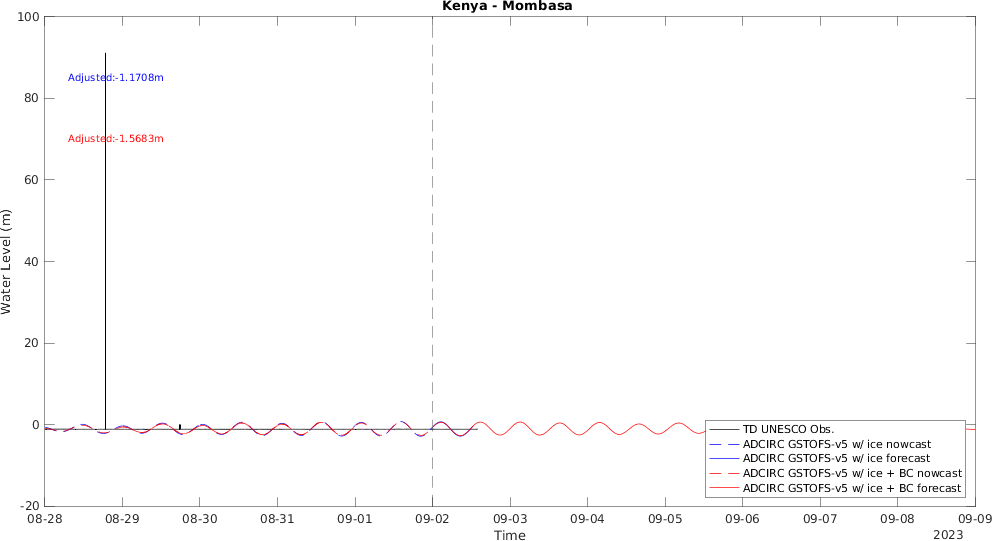 Kenya - Mombasa
100
80
60
40
20
0
-20
Water Level (m)
Adjusted:-1.1708m
Adjusted:-1.5683m
TD UNESCO Obs.
ADCIRC GSTOFS-v5 w/ ice nowcast
ADCIRC GSTOFS-v5 w/ ice forecast
ADCIRC GSTOFS-v5 w/ ice + BC nowcast
ADCIRC GSTOFS-v5 w/ ice + BC forecast
08-28 08-29 08-30 08-31 09-01 09-02 09-03 09-04 09-05 09-06 09-07 09-08 09-09
Time
2023